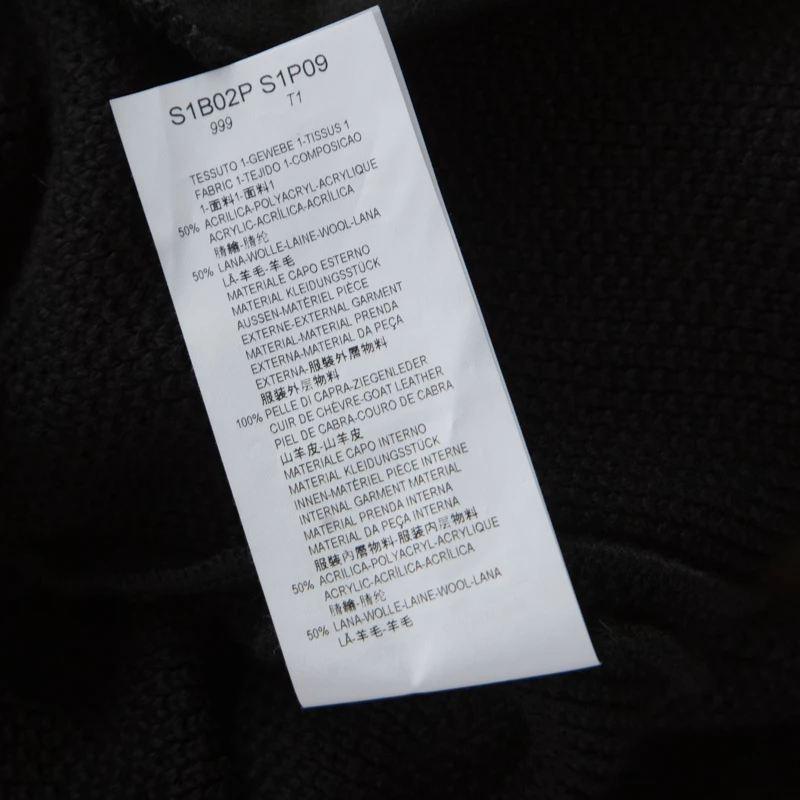 S1B02P S1P09
999 T1
TESSUTO 1-GEWEBE 1-TISSUS 1
FABRIC 1-TEJIDO 1-COMPOSICAO
1-面料1-面料1
50% ACRILICA-POLYACRYL-ACRYLIQUE
ACRYLIC-ACRÍLICA-ACRÍLICA
腈綸-腈纶
50% LANA-WOLLE-LAINE-WOOL-LANA
LÃ-羊毛-羊毛
MATERIALE CAPO ESTERNO
MATERIAL KLEIDUNGSSTÜCK
AUSSEN-MATÉRIEL PIÈCE
EXTERNE-EXTERNAL GARMENT
MATERIAL-MATERIAL PRENDA
EXTERNA-MATERIAL DA PEÇA
EXTERNA-服裝外層物料
服装外层物料
100% PELLE DI CAPRA-ZIEGENLEDER
CUIR DE CHÈVRE-GOAT LEATHER
PIEL DE CABRA-COURO DE CABRA
山羊皮-山羊皮
MATERIALE CAPO INTERNO
MATERIAL KLEIDUNGSSTÜCK
INNEN-MATÉRIEL PIÈCE INTERNE
INTERNAL GARMENT MATERIAL
MATERIAL PRENDA INTERNA
MATERIAL DA PEÇA INTERNA
服裝內層物料-服装内层物料
50% ACRILICA-POLYACRYL-ACRYLIQUE
ACRYLIC-ACRÍLICA-ACRÍLICA
腈綸-腈纶
50% LANA-WOLLE-LAINE-WOOL-LANA
LÃ-羊毛-羊毛